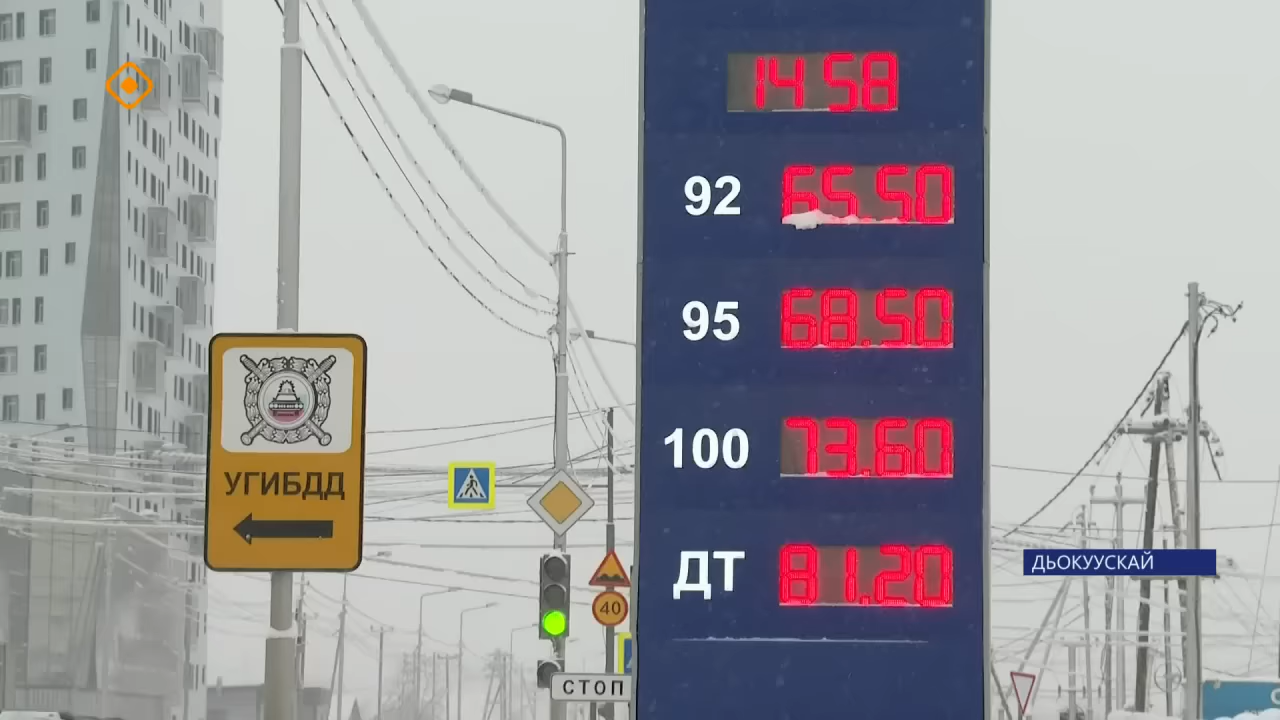 14 58
92 65.50
95 68.50
100 73.60
ДТ 81.20
УГИБДД
40
СТОП
ДЬОКУУСКАЙ